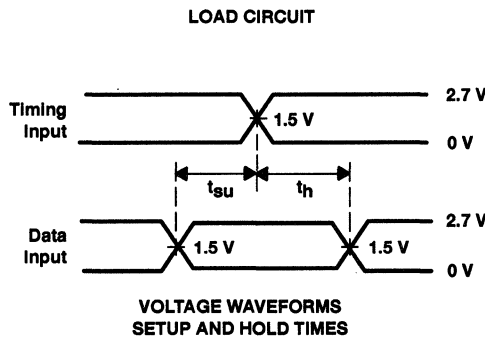 LOAD CIRCUIT
Timing
Input
2.7 V
1.5 V
0 V
tsu
th
Data
Input
2.7 V
1.5 V
1.5 V
0 V
VOLTAGE WAVEFORMS
SETUP AND HOLD TIMES